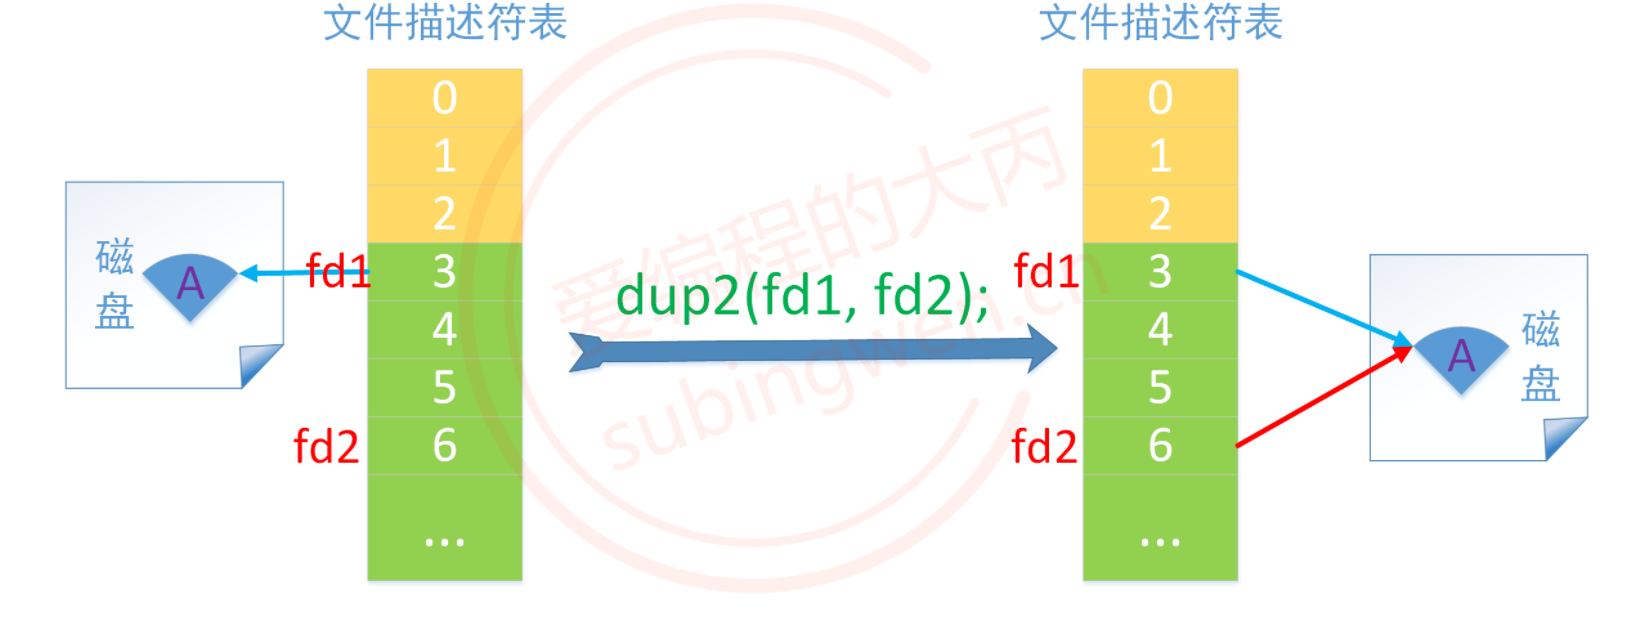 文件描述符表
0
1
2
fd1 3
4
5
fd2 6
...
磁
盘
A
dup2(fd1, fd2);
文件描述符表
0
1
2
fd1 3
4
5
fd2 6
...
A
磁
盘
爱编程的大丙
subingwen.cn